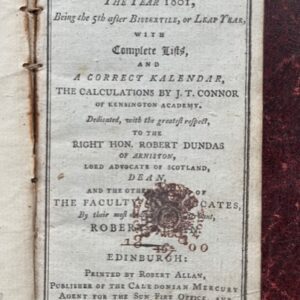 THE YEAR 1801,
Being the 5th after BISSEXTILE, or LEAP YEAR,
WITH
Complete Lists,
AND
A CORRECT KALENDAR,
THE CALCULATIONS BY J. T. CONNOR
OF KENSINGTON ACADEMY.
Dedicated, with the greatest respect,
TO THE
RIGHT HON. ROBERT DUNDAS
OF ARNISTON,
LORD ADVOCATE OF SCOTLAND,
DEAN,
AND THE OTHER OF
THE FACULTY CATES,
By their most
ROBER
EDINBURGH:
PRINTED BY ROBERT ALLAN,
PUBLISHER OF THE CALEDONIAN MERCURY
AGENT FOR THE SUN FIRE OFFICE, AND